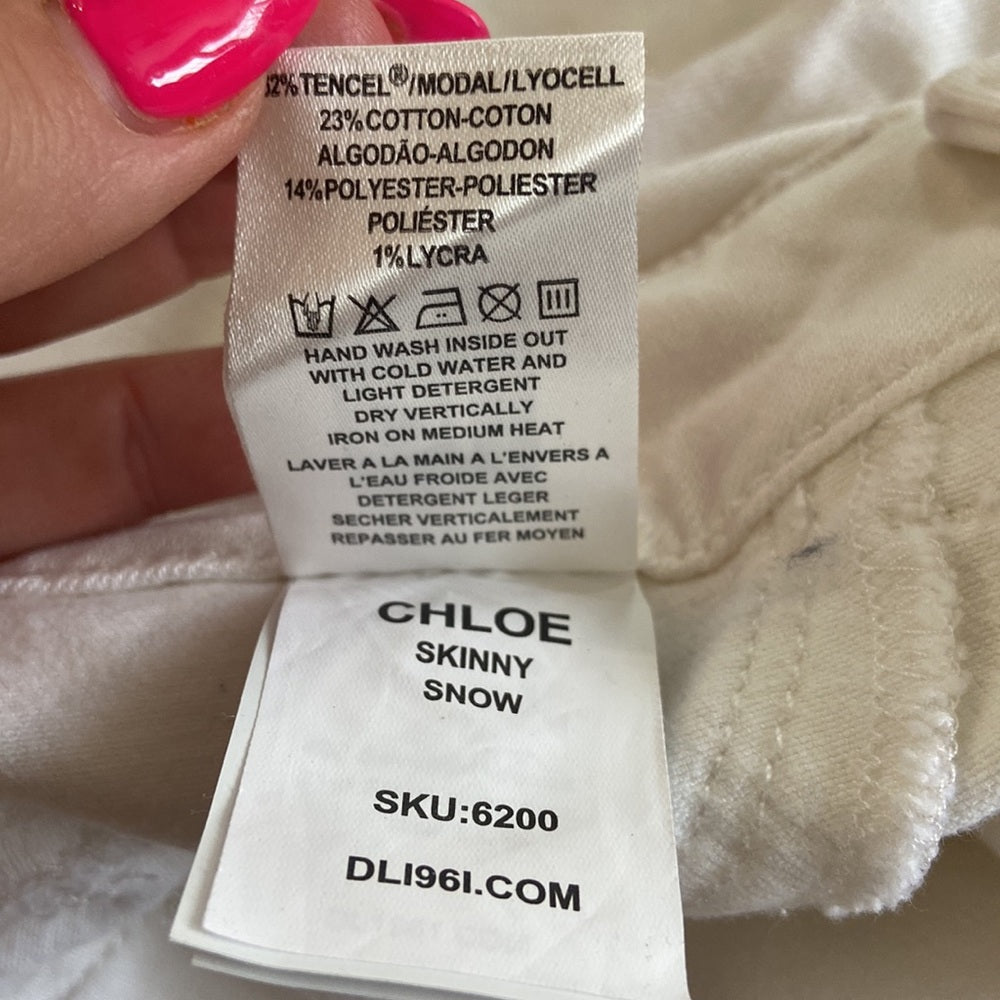 2% TENCEL®/MODAL/LYOCELL
23% COTTON-COTON
ALGODÃO-ALGODON
14% POLYESTER-POLIESTER
POLIÉSTER
1% LYCRA
HAND WASH INSIDE OUT
WITH COLD WATER AND
LIGHT DETERGENT
DRY VERTICALLY
IRON ON MEDIUM HEAT
LAVER A LA MAIN A L'ENVERS A
L'EAU FROIDE AVEC
DETERGENT LEGER
SECHER VERTICALEMENT
REPASSER AU FER MOYEN
CHLOE
SKINNY
SNOW
SKU:6200
DL1961.COM